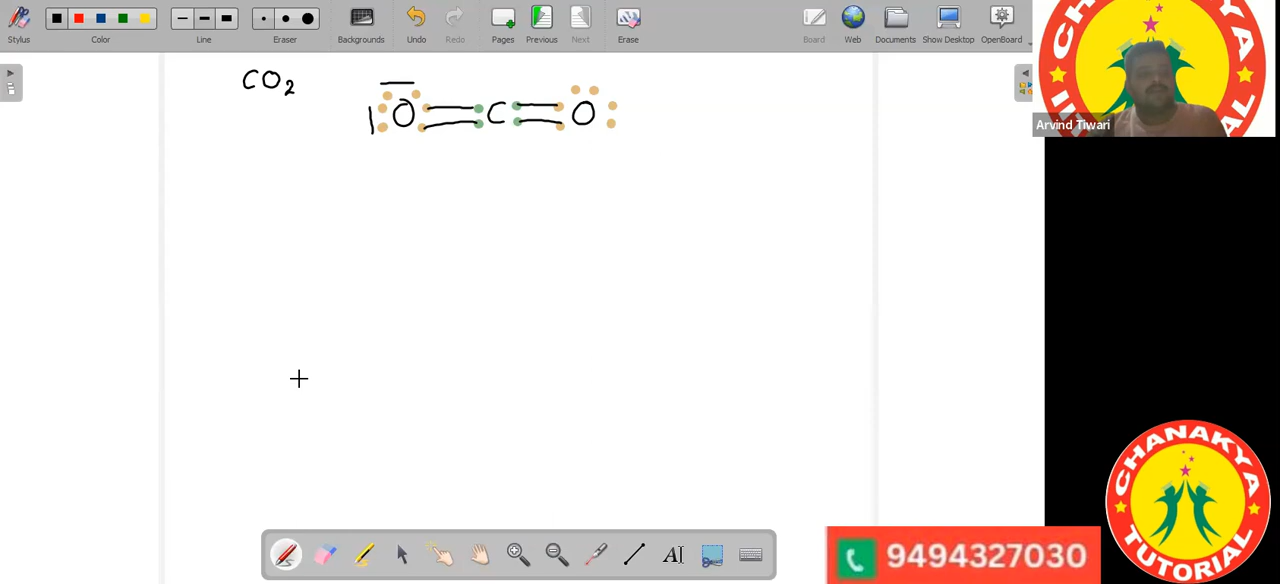 Stylus
Color
Line
Eraser
Backgrounds
Undo
Redo
Pages
Previous
Next
Erase
Board
Web
Documents
Show Desktop
OpenBoard
CO₂
O=C=O
Arvind Tiwari
CHANAKYA
TUTORIAL
9494327030